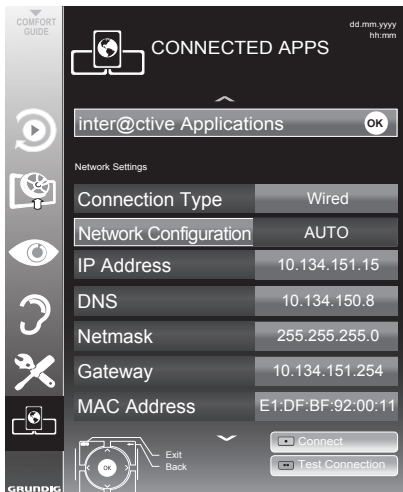 COMFORT
GUIDE
CONNECTED APPS
dd.mm.yyyy
hh:mm
inter@ctive Applications OK
Network Settings
Connection Type Wired
Network Configuration AUTO
IP Address 10.134.151.15
DNS 10.134.150.8
Netmask 255.255.255.0
Gateway 10.134.151.254
MAC Address E1:DF:BF:92:00:11
Exit
Back
OK
Connect
Test Connection
GRUNDIG